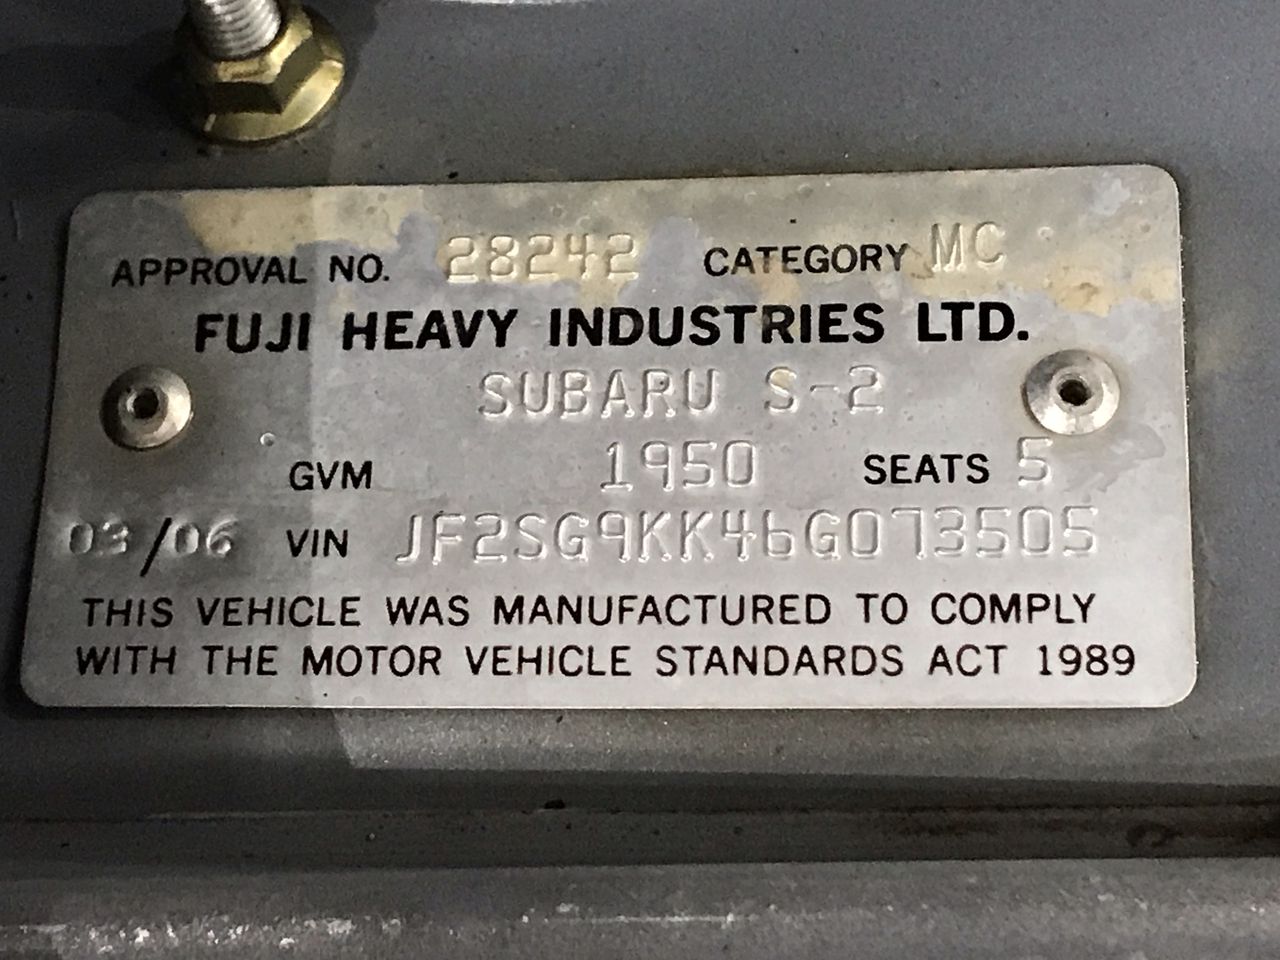 APPROVAL NO. 28242 CATEGORY MC
FUJI HEAVY INDUSTRIES LTD.
SUBARU S-2
GVM 1950 SEATS 5
03/06 VIN JF2SG9KK46G073505
THIS VEHICLE WAS MANUFACTURED TO COMPLY
WITH THE MOTOR VEHICLE STANDARDS ACT 1989